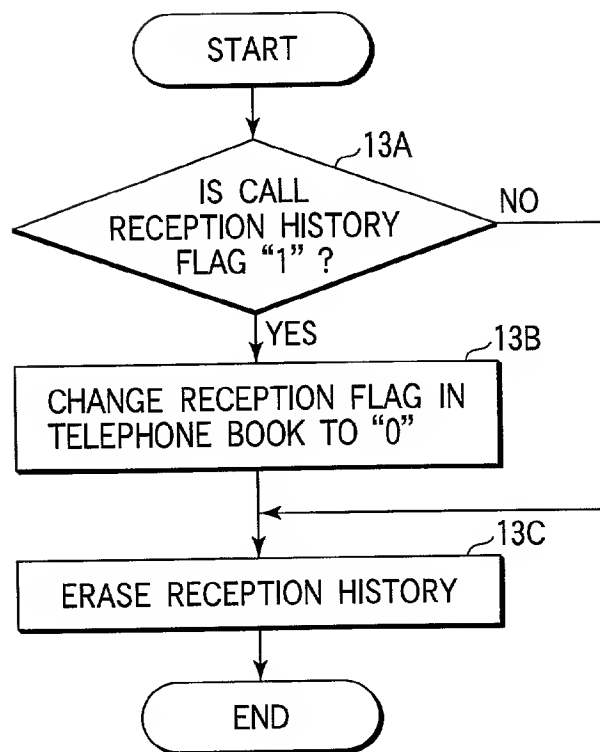 START
13A
IS CALL
RECEPTION HISTORY
FLAG “1” ?
NO
YES
13B
CHANGE RECEPTION FLAG IN
TELEPHONE BOOK TO “0”
13C
ERASE RECEPTION HISTORY
END